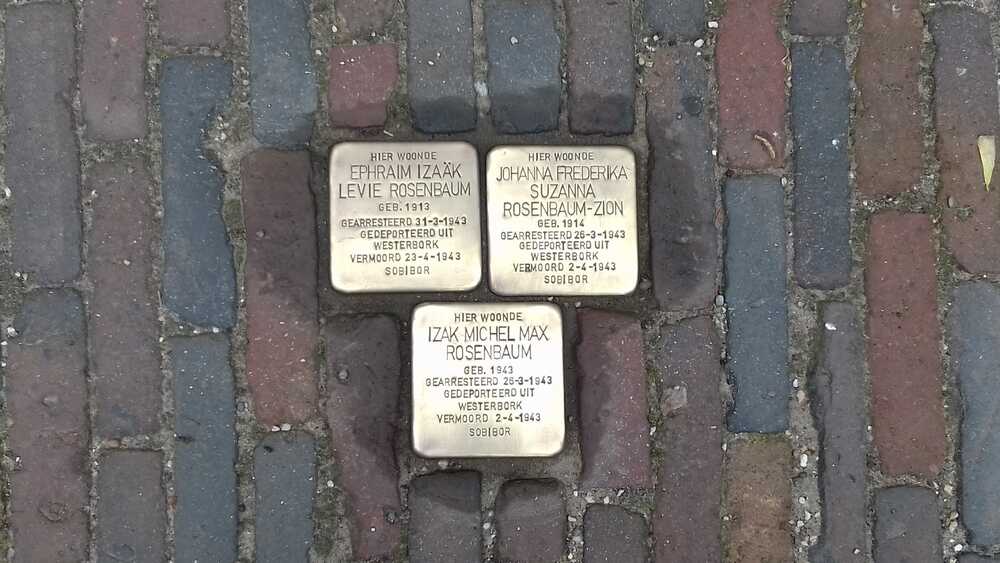 HIER WOONDE
EPHRAIM IZAÄK
LEVIE ROSENBAUM
GEB. 1913
GEARRESTEERD 31-3-1943
GEDEPORTEERD UIT
WESTERBORK
VERMOORD 23-4-1943
SOBIBOR
HIER WOONDE
JOHANNA FREDERIKA
SUZANNA
ROSENBAUM-ZION
GEB. 1914
GEARRESTEERD 26-3-1943
GEDEPORTEERD UIT
WESTERBORK
VERMOORD 2-4-1943
SOBIBOR
HIER WOONDE
IZAK MICHEL MAX
ROSENBAUM
GEB. 1943
GEARRESTEERD 26-3-1943
GEDEPORTEERD UIT
WESTERBORK
VERMOORD 2-4-1943
SOBIBOR